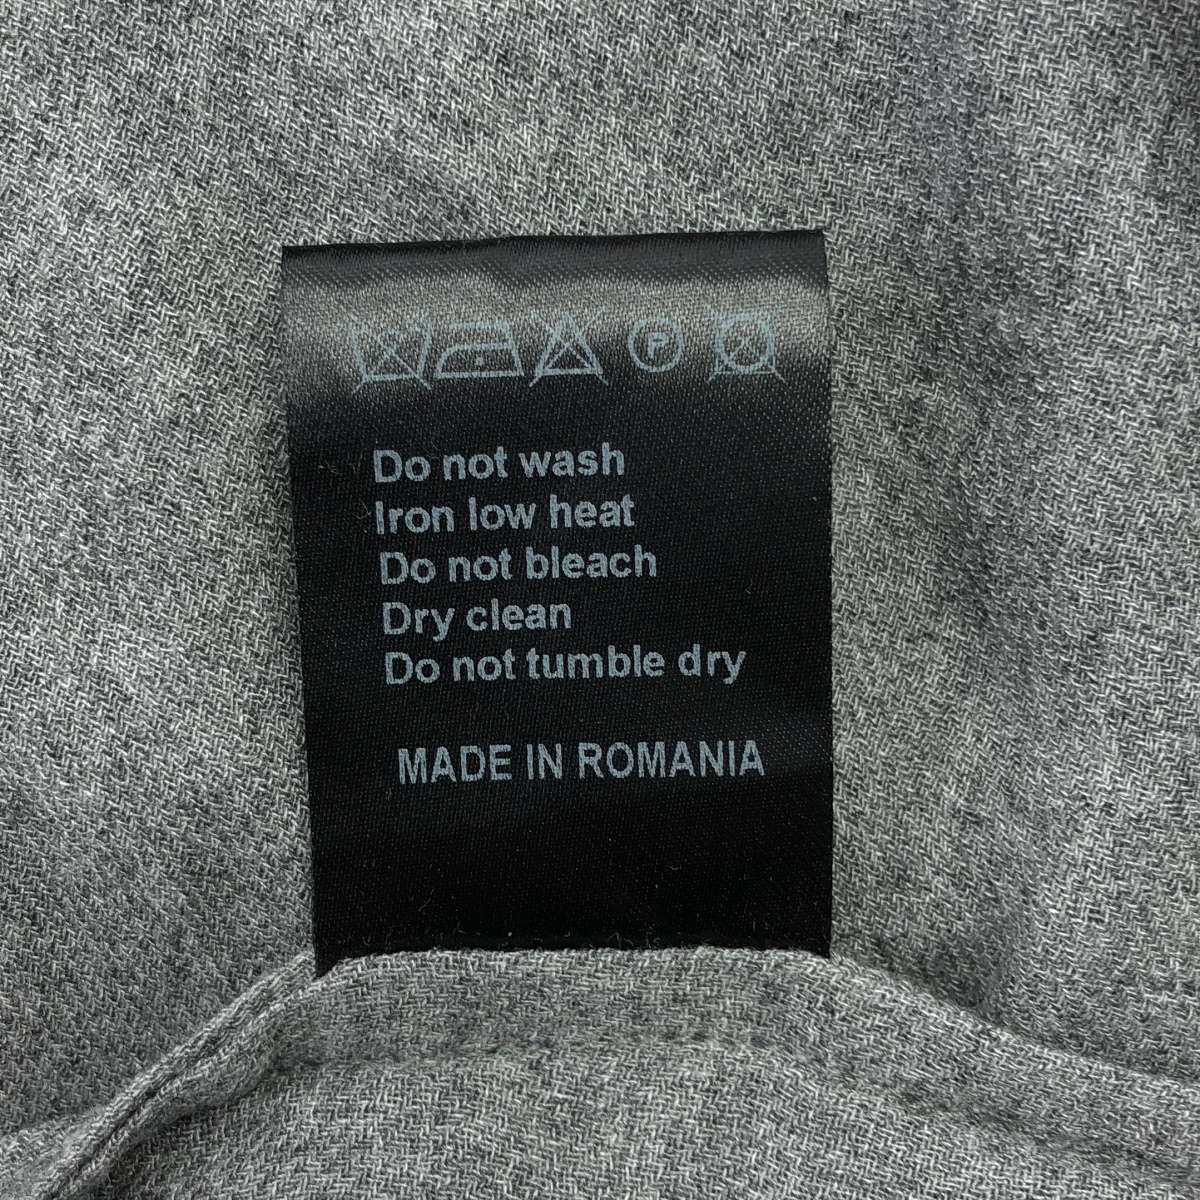 P
Do not wash
Iron low heat
Do not bleach
Dry clean
Do not tumble dry
MADE IN ROMANIA